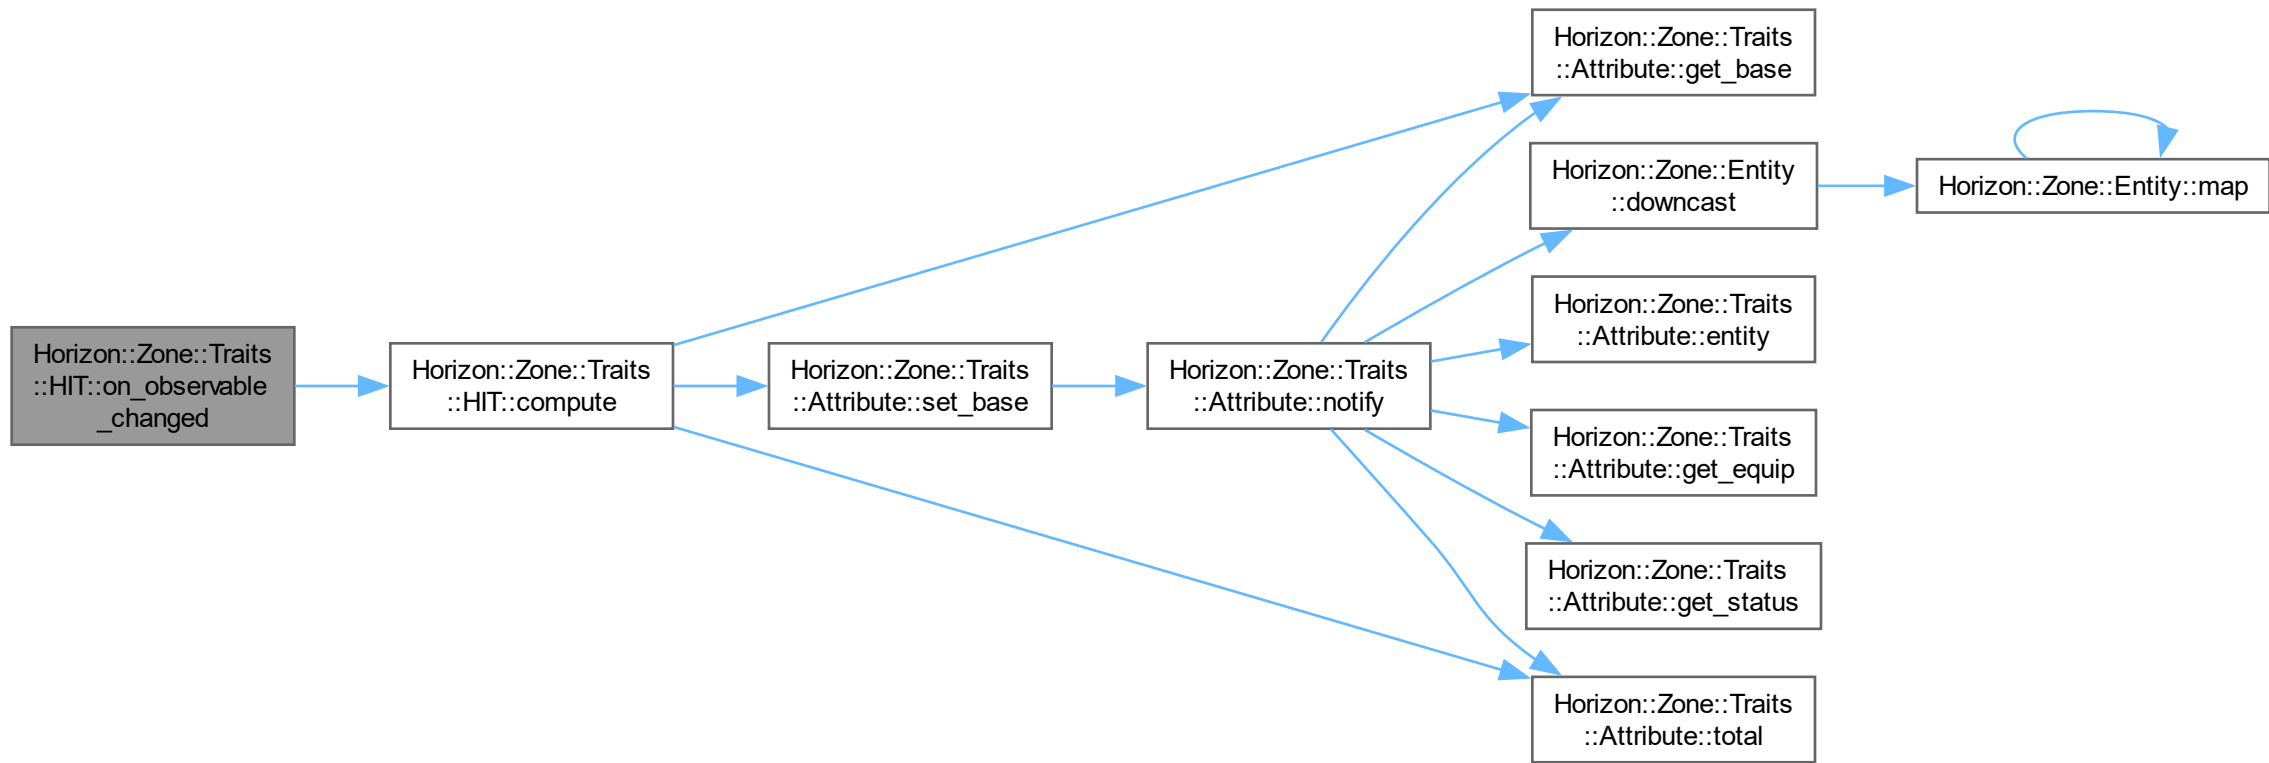 Horizon::Zone::Traits
::HIT::on_observable
_changed
Horizon::Zone::Traits
::HIT::compute
Horizon::Zone::Traits
::Attribute::set_base
Horizon::Zone::Traits
::Attribute::notify
Horizon::Zone::Traits
::Attribute::get_base
Horizon::Zone::Entity
::downcast
Horizon::Zone::Entity::map
Horizon::Zone::Traits
::Attribute::entity
Horizon::Zone::Traits
::Attribute::get_equip
Horizon::Zone::Traits
::Attribute::get_status
Horizon::Zone::Traits
::Attribute::total